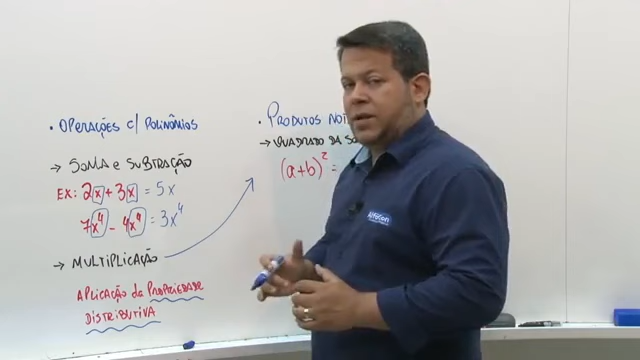 • OPERAÇÕES C/ POLINÔMIOS
→ SOMA e SUBTRAÇÃO
EX: 2x + 3x = 5x
7x⁴ - 4x⁴ = 3x⁴
→ MULTIPLICAÇÃO
APLICAÇÃO da PROPRIEDADE
DISTRIBUTIVA
• PRODUTOS
→ QUADRADO DA
(a+b)² =
AlfaCon